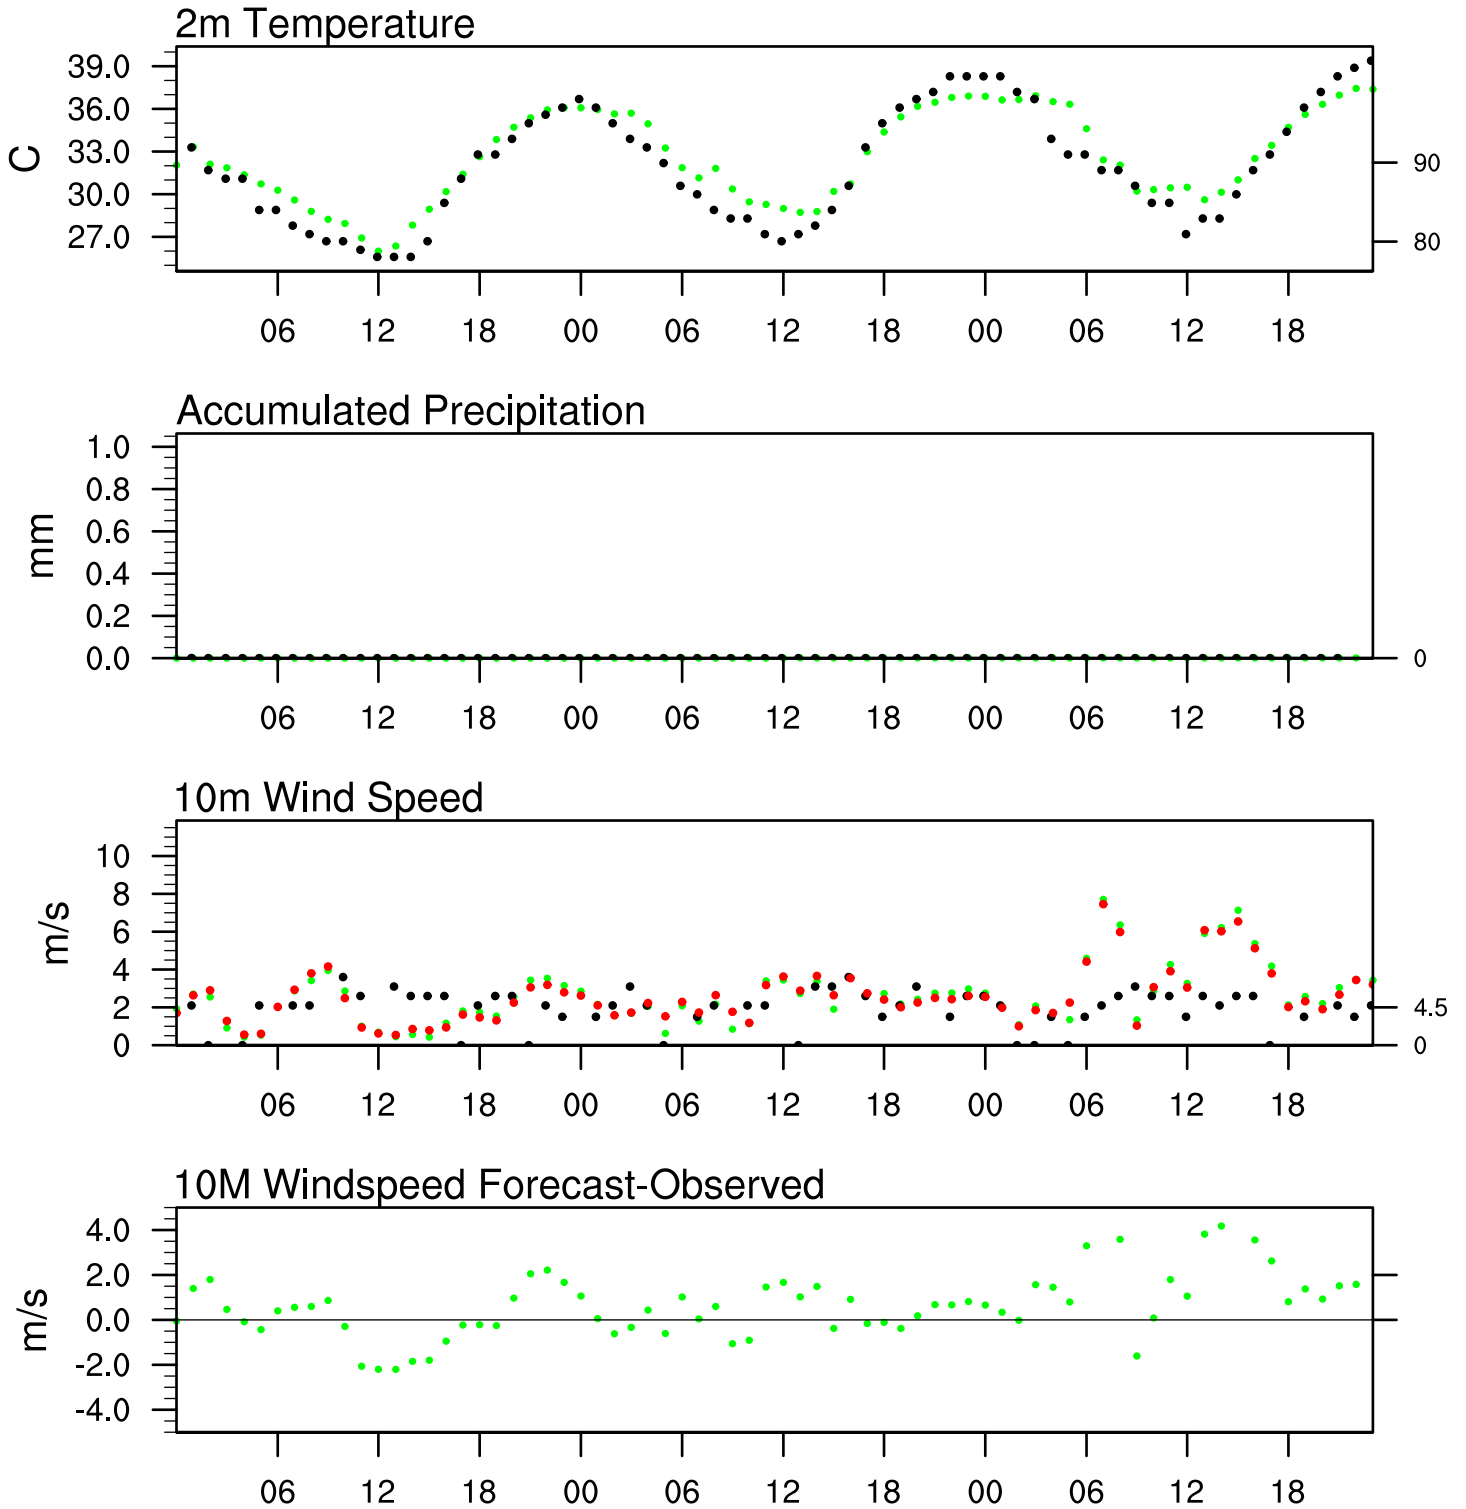 2m Temperature
39.0
36.0
33.0
30.0
27.0
C
90
80
06 12 18 00 06 12 18 00 06 12 18
Accumulated Precipitation
1.0
0.8
0.6
0.4
0.2
0.0
mm
0
06 12 18 00 06 12 18 00 06 12 18
10m Wind Speed
10
8
6
4
2
0
m/s
4.5
0
06 12 18 00 06 12 18 00 06 12 18
10M Windspeed Forecast-Observed
4.0
2.0
0.0
-2.0
-4.0
m/s
06 12 18 00 06 12 18 00 06 12 18